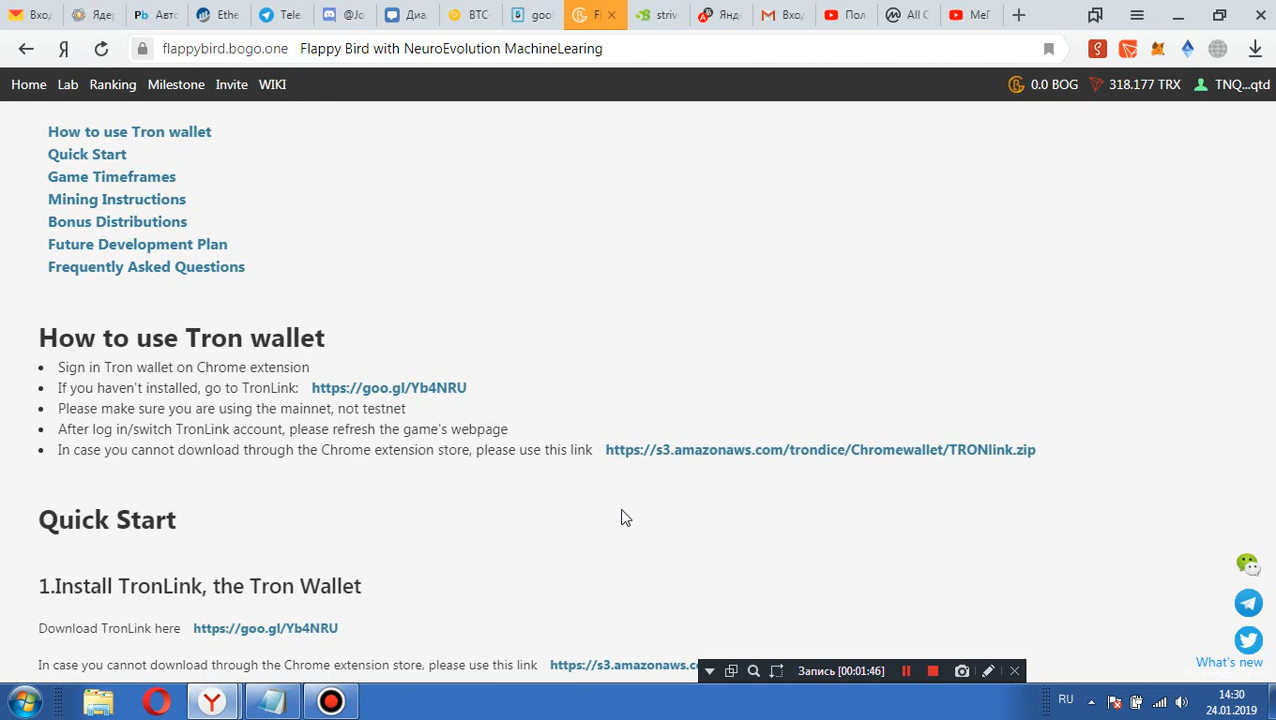 Вход
Яде
Авто
Ethe
Tele
@Jo
Диа
BTC-
goo
F
striv
Янд
Вход
Пол
All C
МеГ
flappybird.bogo.one Flappy Bird with NeuroEvolution MachineLearing
Home Lab Ranking Milestone Invite WIKI 0.0 BOG 318.177 TRX TNQ...qtd
How to use Tron wallet
Quick Start
Game Timeframes
Mining Instructions
Bonus Distributions
Future Development Plan
Frequently Asked Questions
How to use Tron wallet
Sign in Tron wallet on Chrome extension
If you haven't installed, go to TronLink: https://goo.gl/Yb4NRU
Please make sure you are using the mainnet, not testnet
After log in/switch TronLink account, please refresh the game's webpage
In case you cannot download through the Chrome extension store, please use this link https://s3.amazonaws.com/trondice/Chromewallet/TRONlink.zip
Quick Start
1.Install TronLink, the Tron Wallet
Download TronLink here https://goo.gl/Yb4NRU
In case you cannot download through the Chrome extension store, please use this link https://s3.amazonaws.c
What's new
Запись [00:01:46]
RU
14:30
24.01.2019